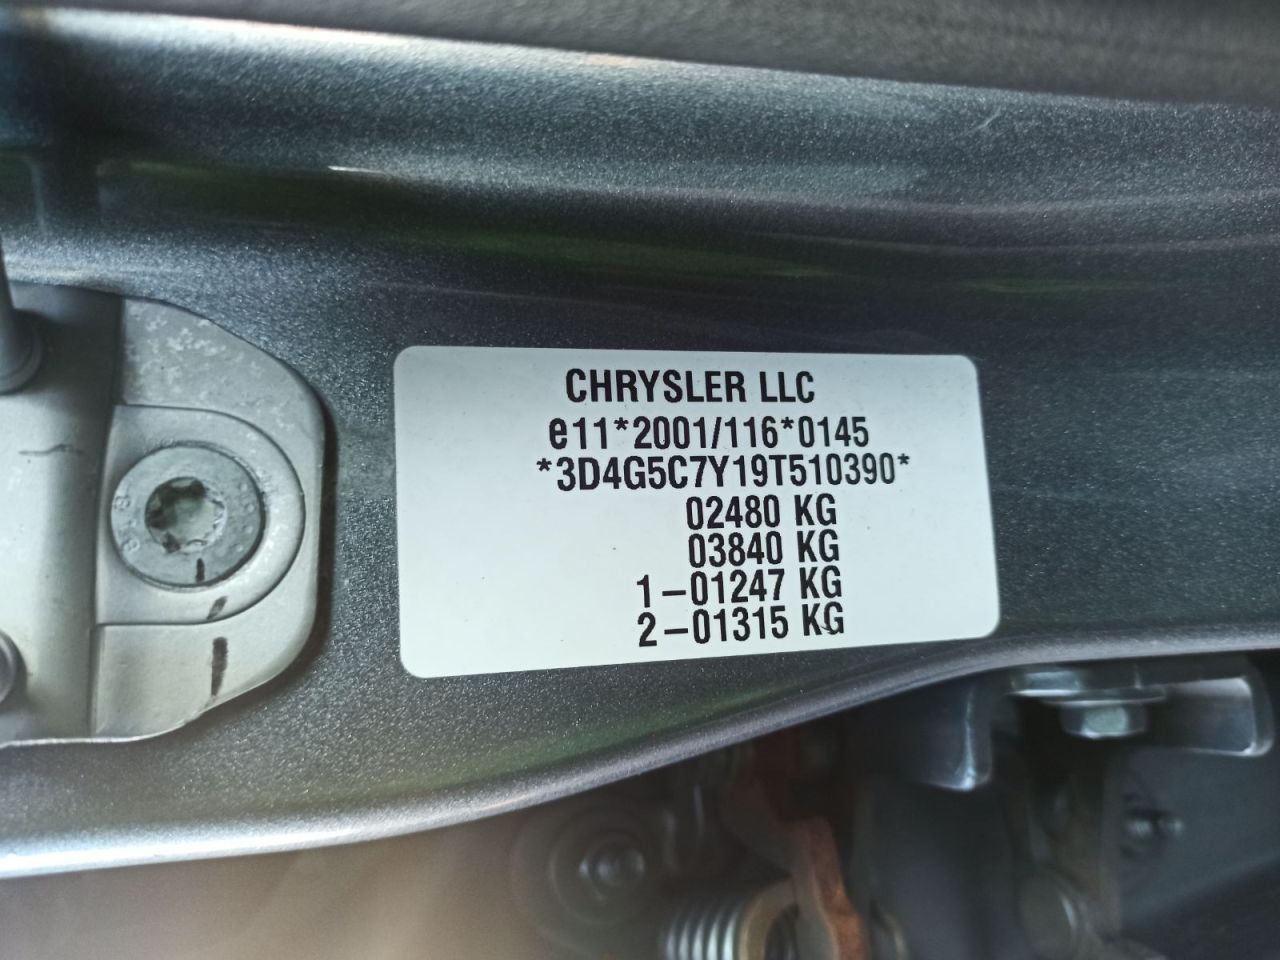 CHRYSLER LLC
e11*2001/116*0145
*3D4G5C7Y19T510390*
02480 KG
03840 KG
1-01247 KG
2-01315 KG